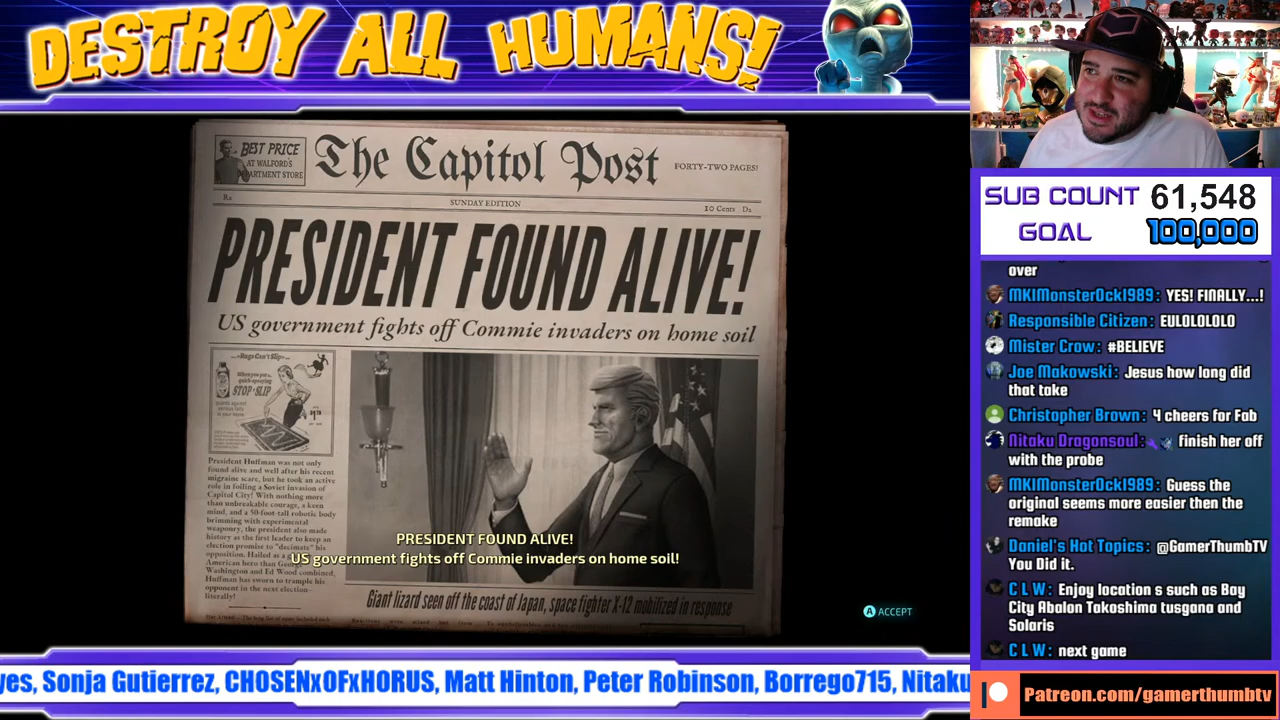 DESTROY ALL HUMANS!
BEST PRICE
AT WALFORD'S
DEPARTMENT STORE
The Capitol Post
FORTY-TWO PAGES!
SUNDAY EDITION
10 Cents
PRESIDENT FOUND ALIVE!
US government fights off Commie invaders on home soil
Rugs Can't Slip
STOP SLIP
President Huffman was not only
found alive and well after his recent
migraine scare, but he took an active
role in foiling a Soviet invasion of
Capitol City! With nothing more
than unbreakable courage, a keen
mind, and a 50-foot-tall robotic body
brimming with experimental
weaponry, the president also made
history as the first leader to keep an
election promise to "decimate" his
opposition. Hailed as a
American hero than George
Washington and Ed Wood combined,
Huffman has sworn to trample his
opponent in the next election
literally!
PRESIDENT FOUND ALIVE!
US government fights off Commie invaders on home soil!
Giant lizard seen off the coast of Japan, space fighter X-12 mobilized in response
A ACCEPT
yes, Sonja Gutierrez, CHOSENxOFxHORUS, Matt Hinton, Peter Robinson, Borrego715, Nitaku
SUB COUNT 61,548
GOAL 100,000
over
MK1MonsterOck1989: YES! FINALLY...!
Responsible Citizen: EULOLOLOLO
Mister Crow: #BELIEVE
Joe Makowski: Jesus how long did
that take
Christopher Brown: 4 cheers for Fab
Nitaku Dragonsoul: finish her off
with the probe
MK1MonsterOck1989: Guess the
original seems more easier then the
remake
Daniel's Hot Topics: @GamerThumbTV
You Did it.
C L W: Enjoy location s such as Bay
City Abalon Takoshima tusgana and
Solaris
C L W: next game
Patreon.com/gamerthumbtv